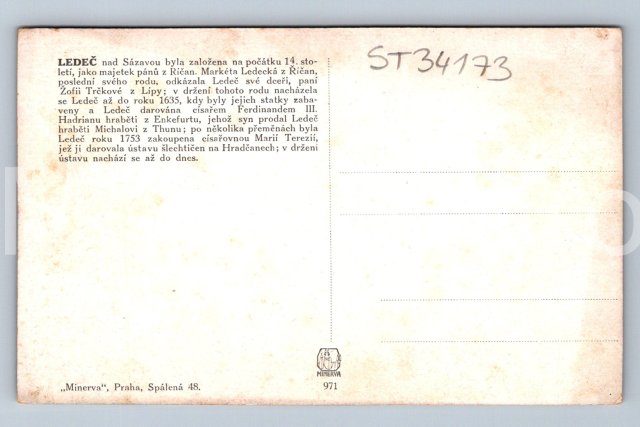 LEDEČ nad Sázavou byla založena na počátku 14. sto-
letí, jako majetek pánů z Říčan. Markéta Ledecká z Říčan,
poslední svého rodu, odkázala Ledeč své dceři, paní
Žofii Trčkové z Lipy; v držení tohoto rodu nacházela
se Ledeč až do roku 1635, kdy byly jejich statky zaba-
veny a Ledeč darována císařem Ferdinandem III.
Hadrianu hraběti z Enkefurtu, jehož syn prodal Ledeč
hraběti Michalovi z Thunu; po několika přeměnách byla
Ledeč roku 1753 zakoupena císařovnou Marií Terezií,
jež ji darovala ústavu šlechtičen na Hradčanech; v držení
ústavu nachází se až do dnes.
ST34173
MINERVA
971
„Minerva“, Praha, Spálená 48.